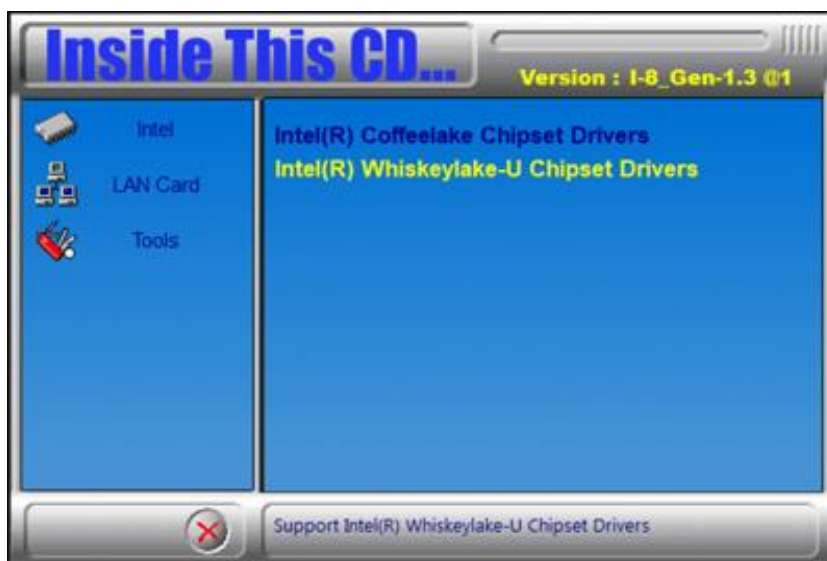 Inside This CD...
Version : I-8_Gen-1.3 @1
Intel
LAN Card
Tools
Intel(R) Coffeelake Chipset Drivers
Intel(R) Whiskeylake-U Chipset Drivers
Support Intel(R) Whiskeylake-U Chipset Drivers